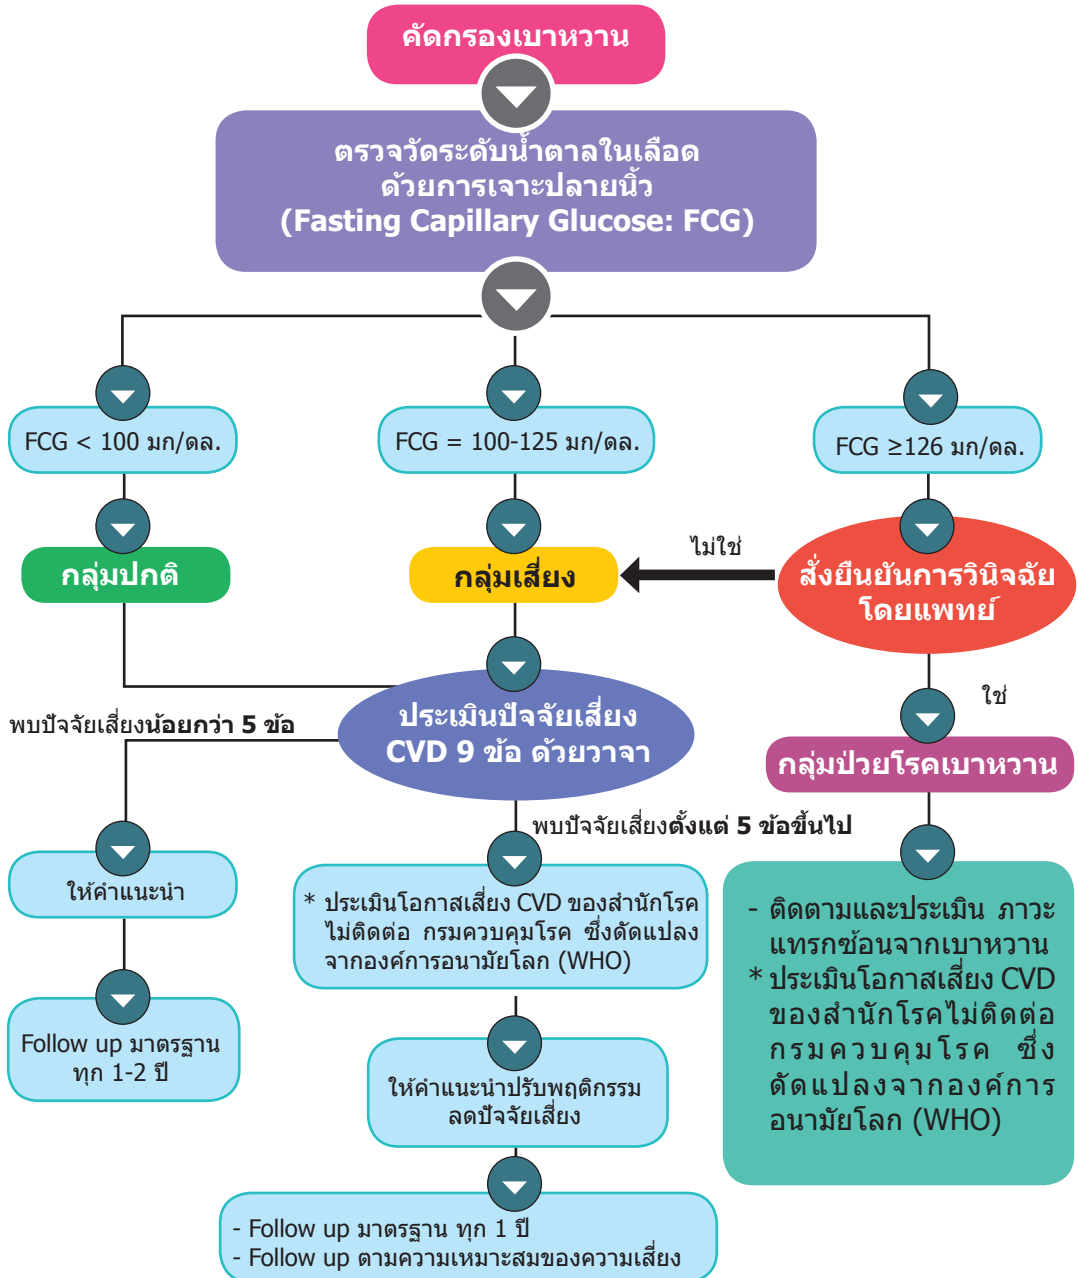 คัดกรองเบาหวาน
ตรวจวัดระดับน้ำตาลในเลือด
ด้วยการเจาะปลายนิ้ว
(Fasting Capillary Glucose: FCG)
FCG < 100 มก/ดล.
FCG = 100-125 มก/ดล.
FCG ≥126 มก/ดล.
กลุ่มปกติ
กลุ่มเสี่ยง
ไม่ใช่
สั่งยืนยันการวินิจฉัย
โดยแพทย์
ใช่
พบปัจจัยเสี่ยงน้อยกว่า 5 ข้อ
ประเมินปัจจัยเสี่ยง
CVD 9 ข้อ ด้วยวาจา
กลุ่มป่วยโรคเบาหวาน
พบปัจจัยเสี่ยงตั้งแต่ 5 ข้อขึ้นไป
ให้คำแนะนำ
* ประเมินโอกาสเสี่ยง CVD ของสำนักโรค
ไม่ติดต่อ กรมควบคุมโรค ซึ่งดัดแปลง
จากองค์การอนามัยโลก (WHO)
- ติดตามและประเมิน ภาวะ
แทรกซ้อนจากเบาหวาน
* ประเมินโอกาสเสี่ยง CVD
ของสำนักโรคไม่ติดต่อ
กรมควบคุมโรค ซึ่ง
ดัดแปลงจากองค์การ
อนามัยโลก (WHO)
Follow up มาตรฐาน
ทุก 1-2 ปี
ให้คำแนะนำปรับพฤติกรรม
ลดปัจจัยเสี่ยง
- Follow up มาตรฐาน ทุก 1 ปี
- Follow up ตามความเหมาะสมของความเสี่ยง